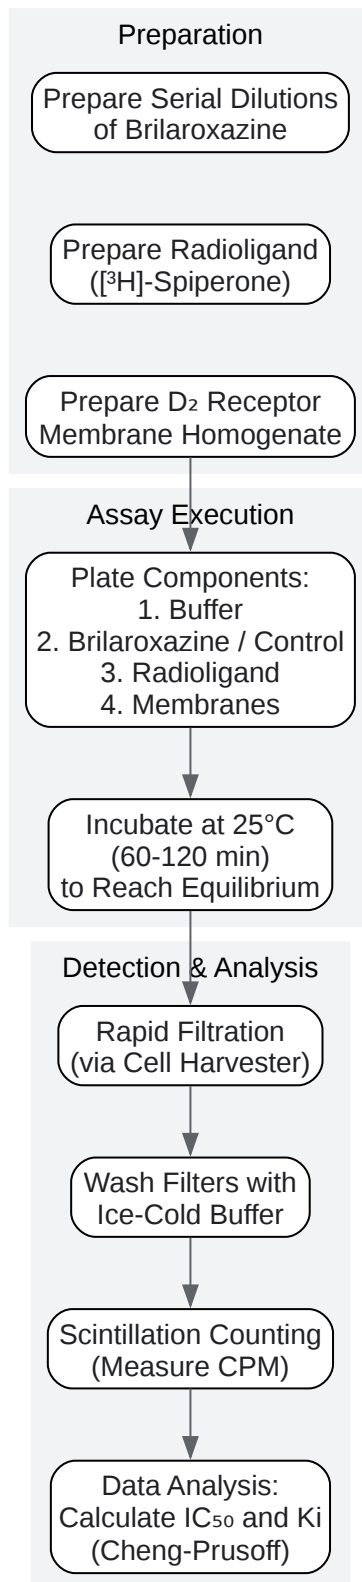 Preparation
Prepare Serial Dilutions
of Brilaroxazine
Prepare Radioligand
([³H]-Spiperone)
Prepare D₂ Receptor
Membrane Homogenate
Assay Execution
Plate Components:
1. Buffer
2. Brilaroxazine / Control
3. Radioligand
4. Membranes
Incubate at 25°C
(60-120 min)
to Reach Equilibrium
Detection & Analysis
Rapid Filtration
(via Cell Harvester)
Wash Filters with
Ice-Cold Buffer
Scintillation Counting
(Measure CPM)
Data Analysis:
Calculate IC₅₀ and Ki
(Cheng-Prusoff)